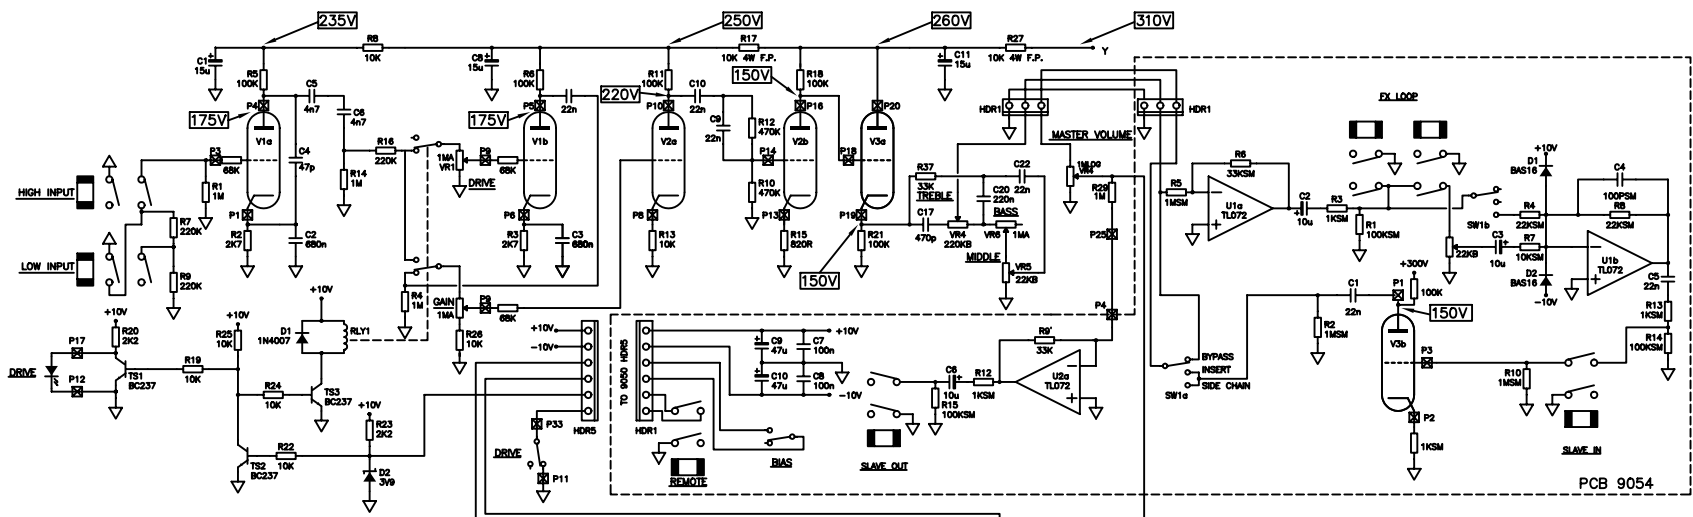 235V
250V
260V
310V
R8
10K
R17
10K 4W F.P.
R27
10K 4W F.P.
Y
C1
15u
R5
100K
C5
4n7
C6
4n7
C8
15u
R6
100K
22n
R11
100K
C10
22n
150V
R18
100K
C11
15u
220V
P4
175V
V1a
P3
68K
R1
1M
C4
47p
P1
R2
2K7
C2
680n
HIGH INPUT
LOW INPUT
R7
220K
R9
220K
R14
1M
R16
220K
1MA
VR1
DRIVE
P9
68K
P5
175V
V1b
P6
R3
2K7
C3
680n
P10
V2a
P8
R13
10K
C9
22n
R12
470K
R10
470K
P14
P16
V2b
P13
R15
820R
P18
P20
V3a
P19
R21
100K
150V
R37
33K
TREBLE
C17
470p
VR4
220KB
C20
220n
C22
22n
BASS
VR6
1MA
MIDDLE
VR5
22KB
HDR1
MASTER VOLUME
1MLOG
VR4
R29
1M
P25
P4
HDR1
R4
1M
GAIN
1MA
P9
68K
R26
10K
+10V
R20
2K2
P17
DRIVE
P12
TS1
BC237
R19
10K
+10V
R25
10K
+10V
D1
1N4007
RLY1
R24
10K
TS3
BC237
TS2
BC237
R22
10K
+10V
R23
2K2
D2
3V9
+10V
-10V
HDR5
P33
DRIVE
P11
TO 9050 HDR5
HDR1
REMOTE
BIAS
C9
47u
C7
100n
C10
47u
C8
100n
+10V
-10V
SLAVE OUT
R15
100KSM
C6
10u
R12
1KSM
R9'
33K
U2a
TL072
R5
1MSM
R6
33KSM
U1a
TL072
C2
10u
R3
1KSM
R1
100KSM
FX LOOP
22KB
SW1b
C3
10u
R4
22KSM
R7
10KSM
+10V
D1
BAS16
D2
BAS16
-10V
C4
100PSM
R8
22KSM
U1b
TL072
C5
22n
R13
1KSM
R14
100KSM
SW1a
BYPASS
INSERT
SIDE CHAIN
R2
1MSM
C1
22n
+300V
P1
100K
150V
V3b
P3
P2
1KSM
R10
1MSM
SLAVE IN
PCB 9054